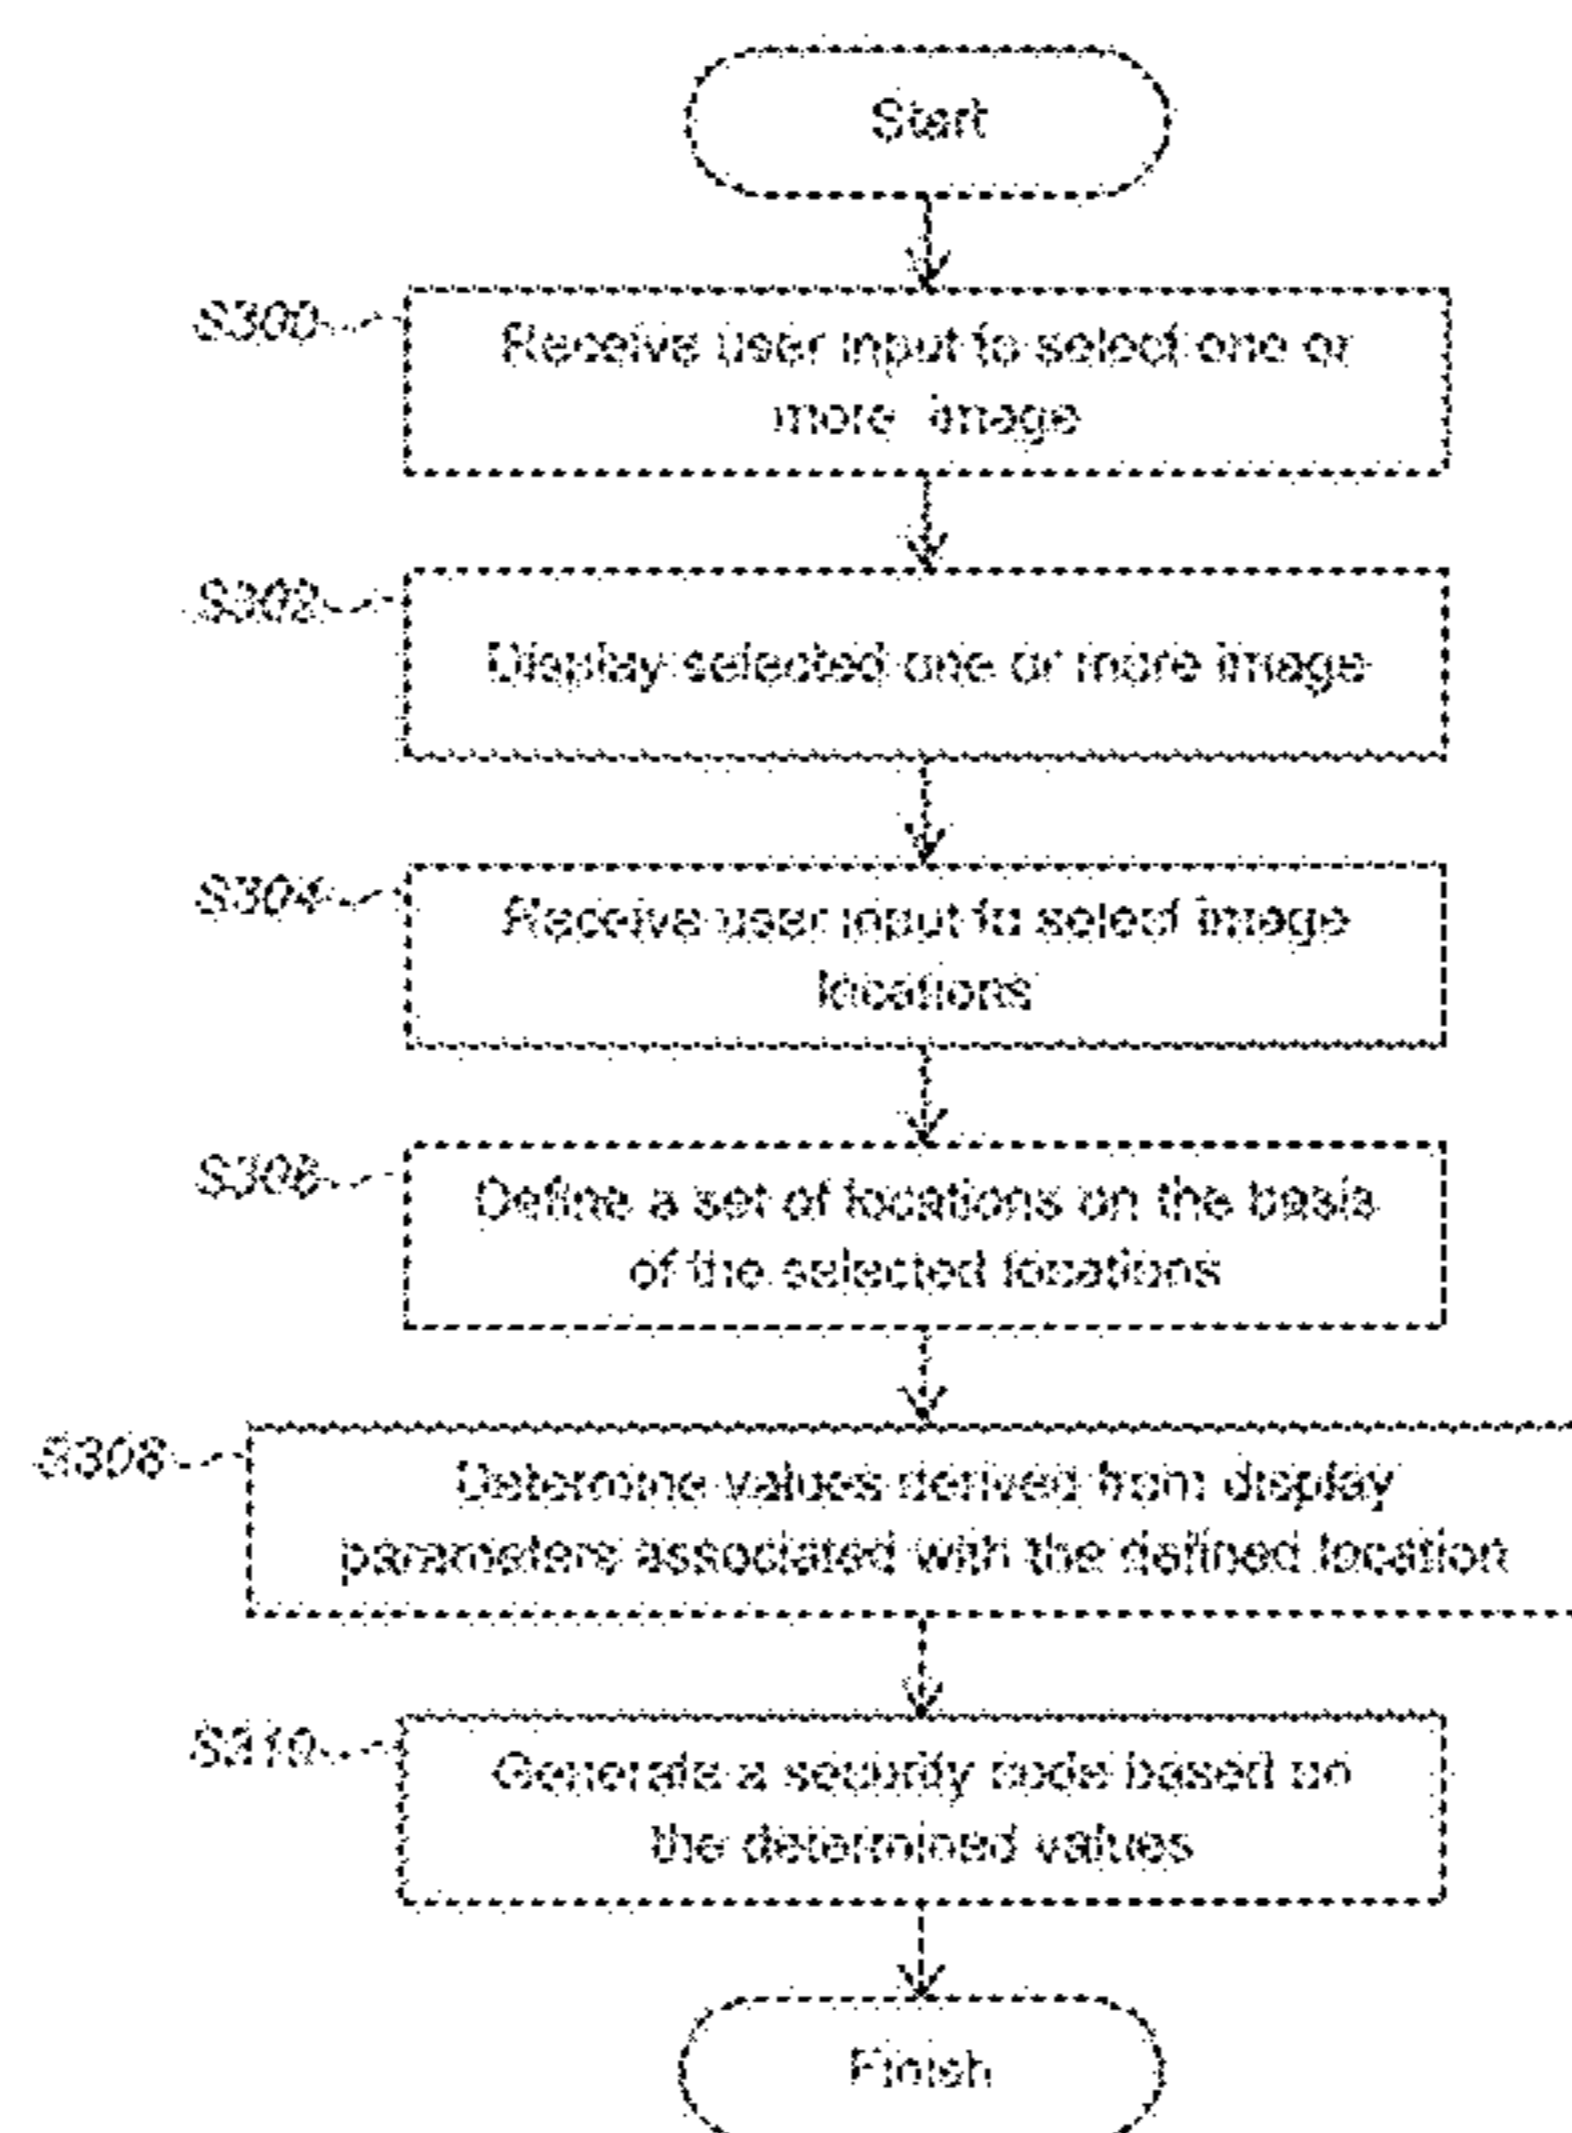 Start
S300
Receive user input to select one or
more image
S302
Display selected one or more image
S304
Receive user input to select image
locations
S306
Define a set of locations on the basis
of the selected locations
S308
Determine values derived from display
parameters associated with the defined location
S310
Generate a security code based on
the determined values
Finish